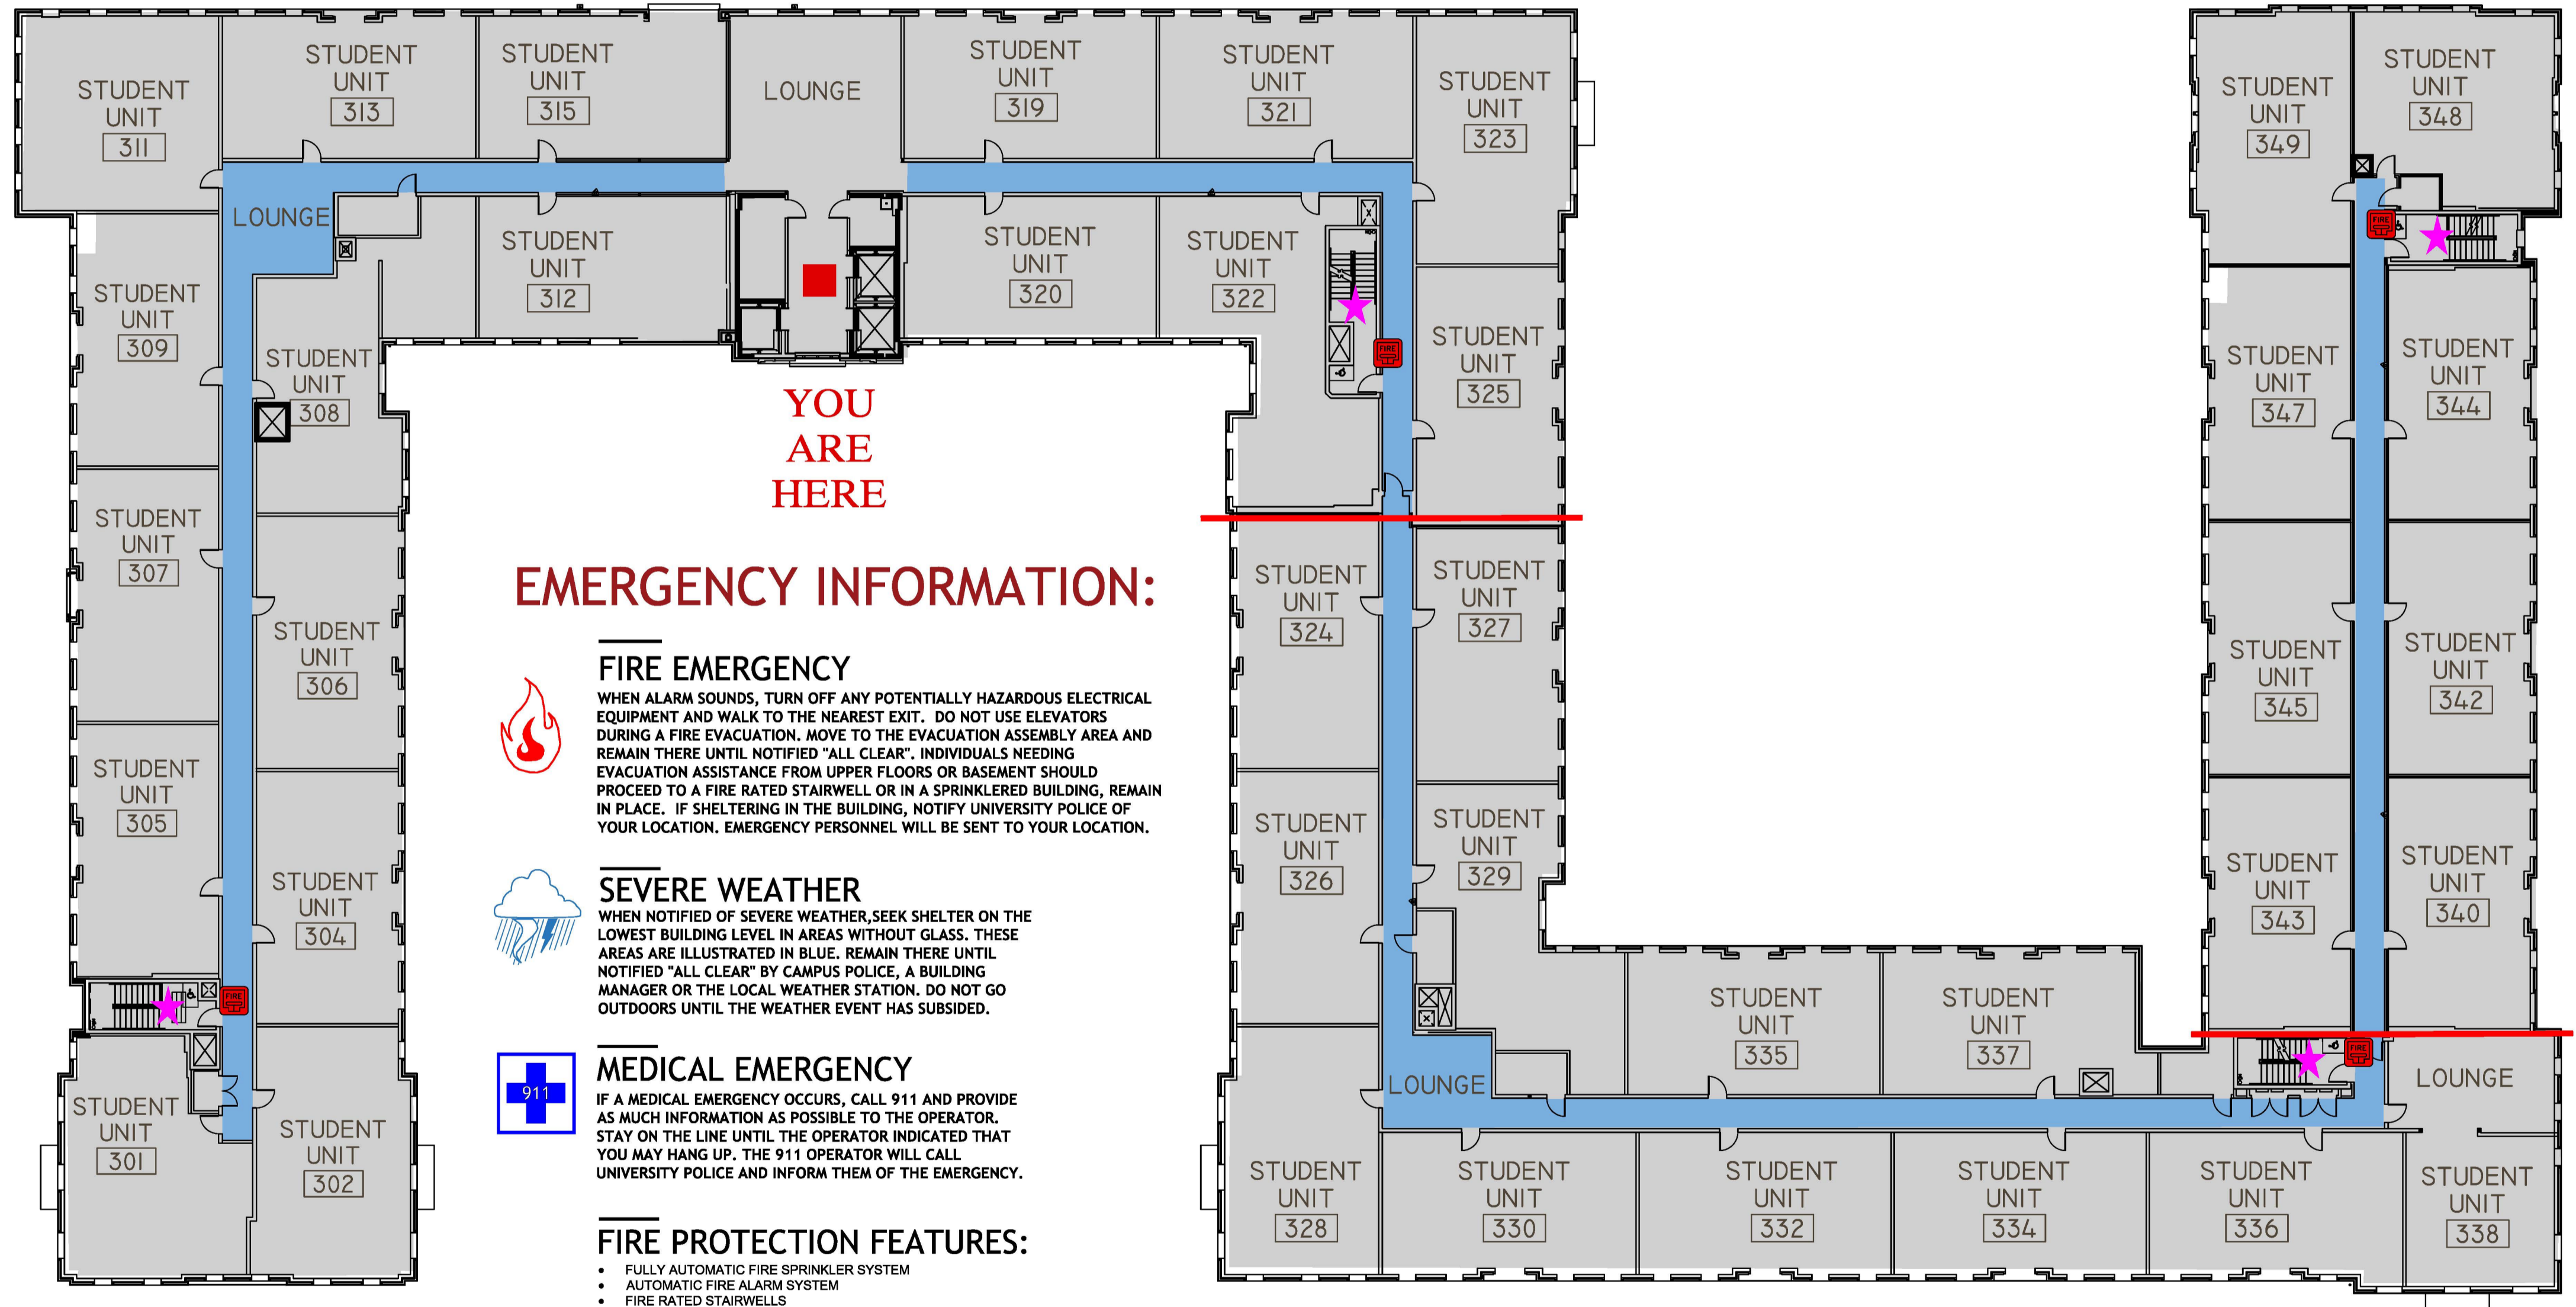 STUDENT
UNIT
311
STUDENT
UNIT
313
STUDENT
UNIT
315
LOUNGE
STUDENT
UNIT
319
STUDENT
UNIT
321
STUDENT
UNIT
323
STUDENT
UNIT
349
STUDENT
UNIT
348
LOUNGE
STUDENT
UNIT
312
STUDENT
UNIT
320
STUDENT
UNIT
322
FIRE
STUDENT
UNIT
309
STUDENT
UNIT
308
STUDENT
UNIT
325
FIRE
STUDENT
UNIT
347
STUDENT
UNIT
344
YOU
ARE
HERE
STUDENT
UNIT
307
STUDENT
UNIT
306
STUDENT
UNIT
324
STUDENT
UNIT
327
STUDENT
UNIT
345
STUDENT
UNIT
342
STUDENT
UNIT
305
STUDENT
UNIT
304
STUDENT
UNIT
326
STUDENT
UNIT
329
STUDENT
UNIT
343
STUDENT
UNIT
340
FIRE
STUDENT
UNIT
301
STUDENT
UNIT
302
LOUNGE
STUDENT
UNIT
335
STUDENT
UNIT
337
FIRE
LOUNGE
STUDENT
UNIT
328
STUDENT
UNIT
330
STUDENT
UNIT
332
STUDENT
UNIT
334
STUDENT
UNIT
336
STUDENT
UNIT
338
EMERGENCY INFORMATION:
FIRE EMERGENCY
WHEN ALARM SOUNDS, TURN OFF ANY POTENTIALLY HAZARDOUS ELECTRICAL
EQUIPMENT AND WALK TO THE NEAREST EXIT. DO NOT USE ELEVATORS
DURING A FIRE EVACUATION. MOVE TO THE EVACUATION ASSEMBLY AREA AND
REMAIN THERE UNTIL NOTIFIED "ALL CLEAR". INDIVIDUALS NEEDING
EVACUATION ASSISTANCE FROM UPPER FLOORS OR BASEMENT SHOULD
PROCEED TO A FIRE RATED STAIRWELL OR IN A SPRINKLERED BUILDING, REMAIN
IN PLACE. IF SHELTERING IN THE BUILDING, NOTIFY UNIVERSITY POLICE OF
YOUR LOCATION. EMERGENCY PERSONNEL WILL BE SENT TO YOUR LOCATION.
SEVERE WEATHER
WHEN NOTIFIED OF SEVERE WEATHER,SEEK SHELTER ON THE
LOWEST BUILDING LEVEL IN AREAS WITHOUT GLASS. THESE
AREAS ARE ILLUSTRATED IN BLUE. REMAIN THERE UNTIL
NOTIFIED "ALL CLEAR" BY CAMPUS POLICE, A BUILDING
MANAGER OR THE LOCAL WEATHER STATION. DO NOT GO
OUTDOORS UNTIL THE WEATHER EVENT HAS SUBSIDED.
911
MEDICAL EMERGENCY
IF A MEDICAL EMERGENCY OCCURS, CALL 911 AND PROVIDE
AS MUCH INFORMATION AS POSSIBLE TO THE OPERATOR.
STAY ON THE LINE UNTIL THE OPERATOR INDICATED THAT
YOU MAY HANG UP. THE 911 OPERATOR WILL CALL
UNIVERSITY POLICE AND INFORM THEM OF THE EMERGENCY.
FIRE PROTECTION FEATURES:
• FULLY AUTOMATIC FIRE SPRINKLER SYSTEM
• AUTOMATIC FIRE ALARM SYSTEM
• FIRE RATED STAIRWELLS